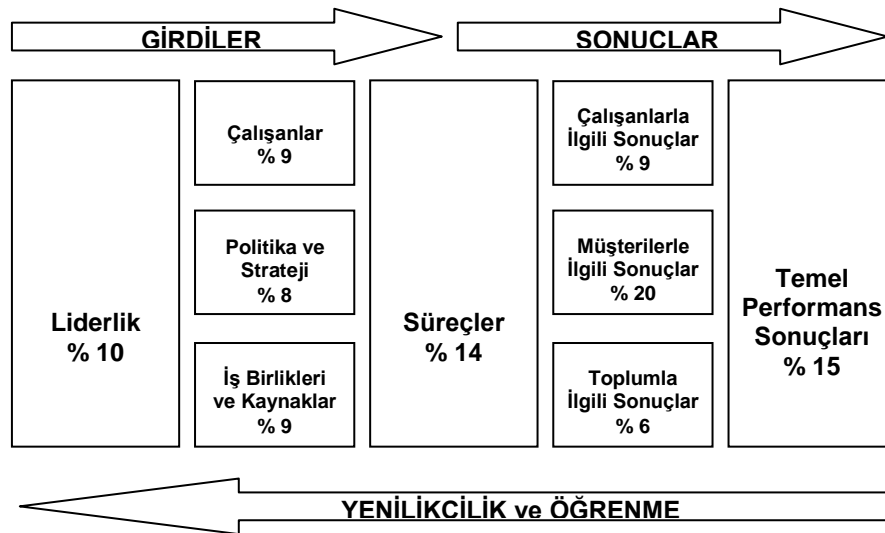 GİRDİLER
SONUCLAR
Liderlik
% 10
Çalışanlar
% 9
Politika ve
Strateji
% 8
İş Birlikleri
ve Kaynaklar
% 9
Süreçler
% 14
Çalışanlarla
İlgili Sonuçlar
% 9
Müşterilerle
İlgili Sonuçlar
% 20
Toplumla
İlgili Sonuçlar
% 6
Temel
Performans
Sonuçları
% 15
YENİLİKCİLİK ve ÖĞRENME